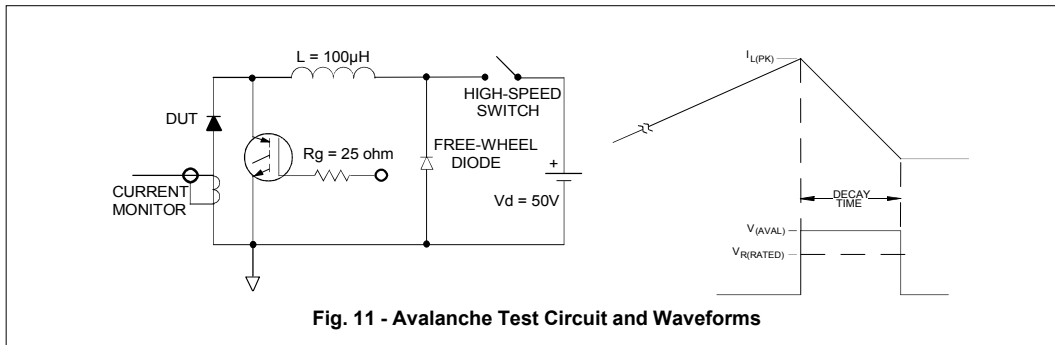 L = 100µH
HIGH-SPEED
SWITCH
DUT
Rg = 25 ohm
FREE-WHEEL
DIODE
+
Vd = 50V
CURRENT
MONITOR
IL(PK)
DECAY
TIME
V(AVAL)
VR(RATED)
Fig. 11 - Avalanche Test Circuit and Waveforms